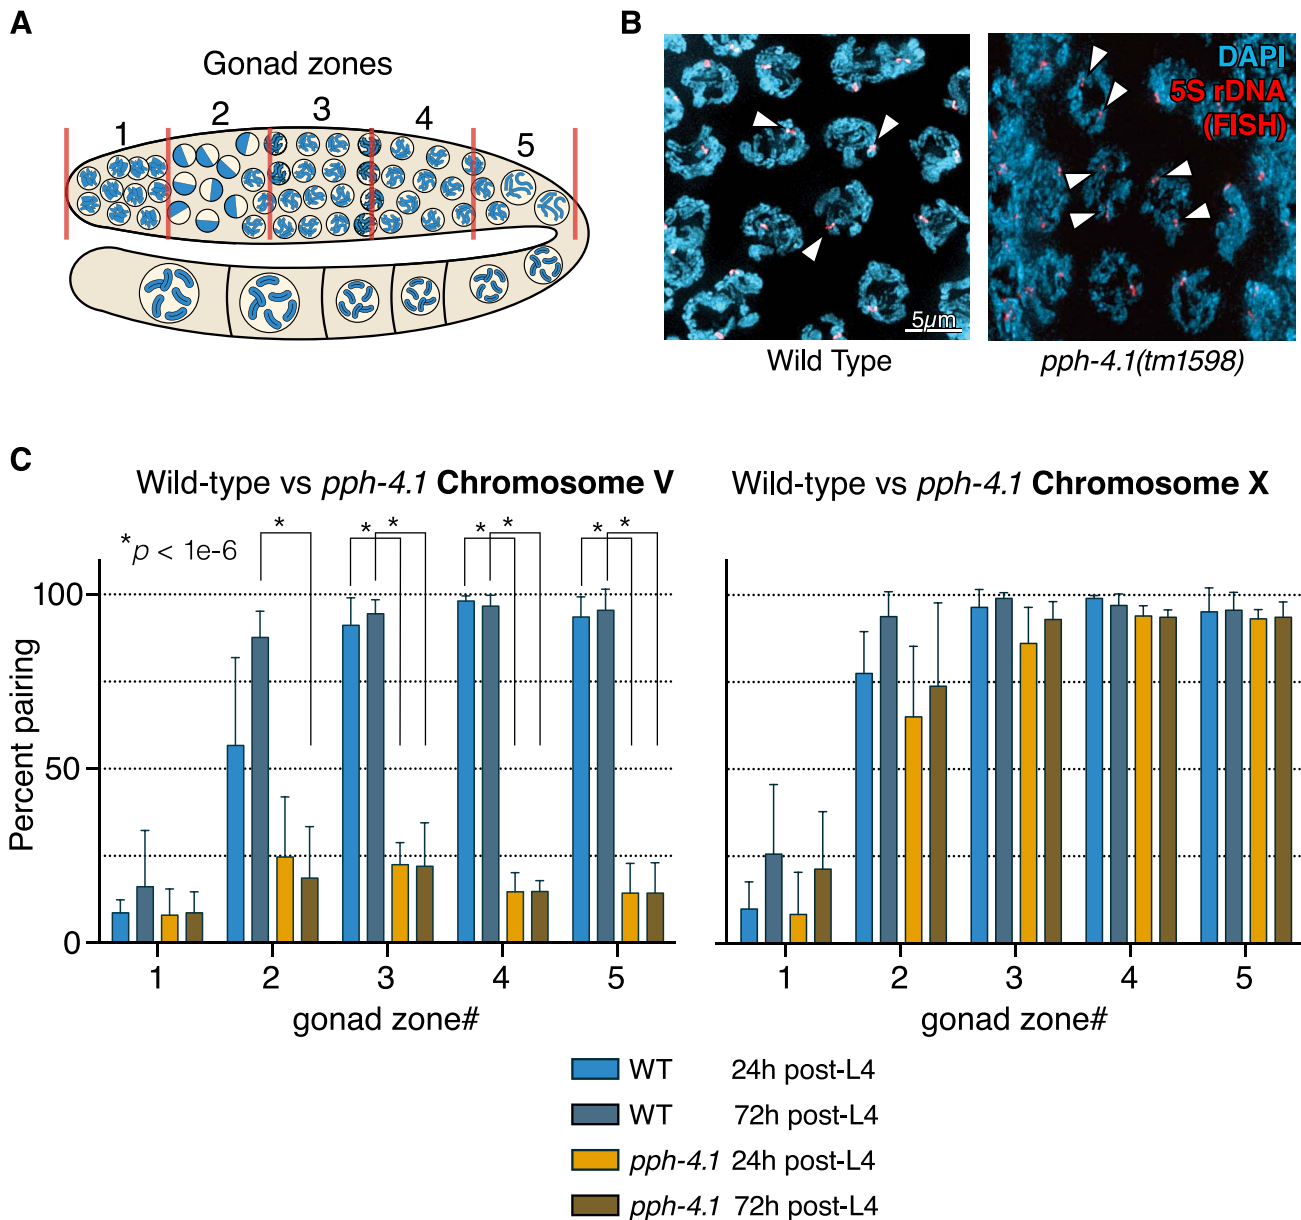 A
Gonad zones
1 2 3 4 5
B
DAPI
5S rDNA
(FISH)
5µm
Wild Type
pph-4.1(tm1598)
C
Wild-type vs pph-4.1 Chromosome V
*p < 1e-6
* * * * * * *
Percent pairing
100
50
0
1 2 3 4 5
gonad zone#
Wild-type vs pph-4.1 Chromosome X
1 2 3 4 5
gonad zone#
WT 24h post-L4
WT 72h post-L4
pph-4.1 24h post-L4
pph-4.1 72h post-L4